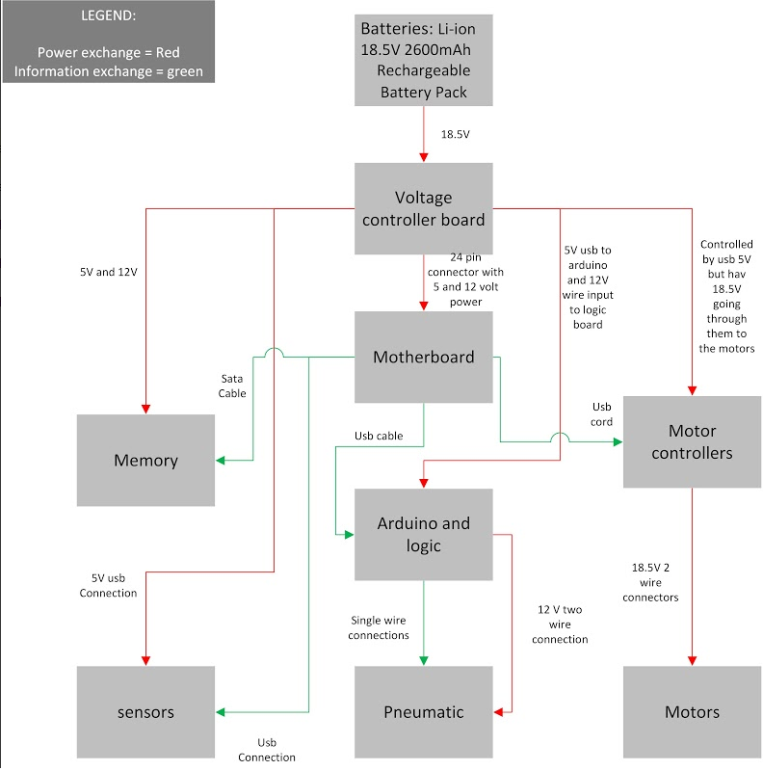 LEGEND:
Power exchange = Red
Information exchange = green
Batteries: Li-ion
18.5V 2600mAh
Rechargeable
Battery Pack
18.5V
Voltage
controller board
5V and 12V
24 pin
connector with
5 and 12 volt
power
5V usb to
arduino
and 12V
wire input
to logic
board
Controlled
by usb 5V
but hav
18.5V
going
through
them to
the motors
Motherboard
Sata
Cable
Usb cable
Usb
cord
Memory
Motor
controllers
Arduino and
logic
5V usb
Connection
Single wire
connections
12 V two
wire
connection
18.5V 2
wire
connectors
sensors
Pneumatic
Motors
Usb
Connection